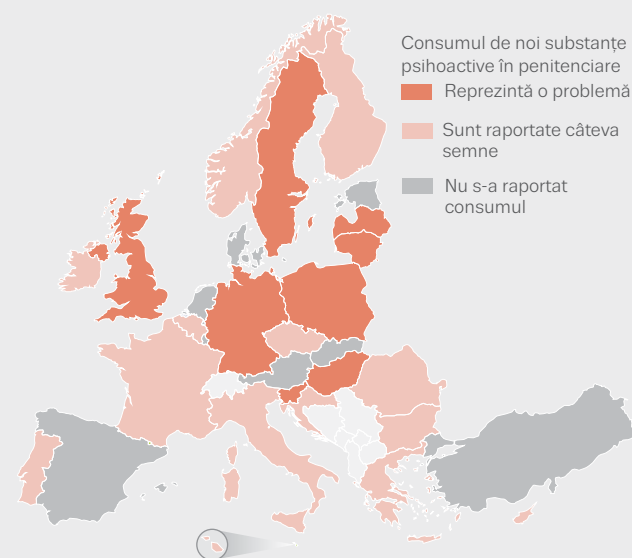 Consumul de noi substanțe
psihoactive în penitenciare
Reprezintă o problemă
Sunt raportate câteva
semne
Nu s-a raportat
consumul